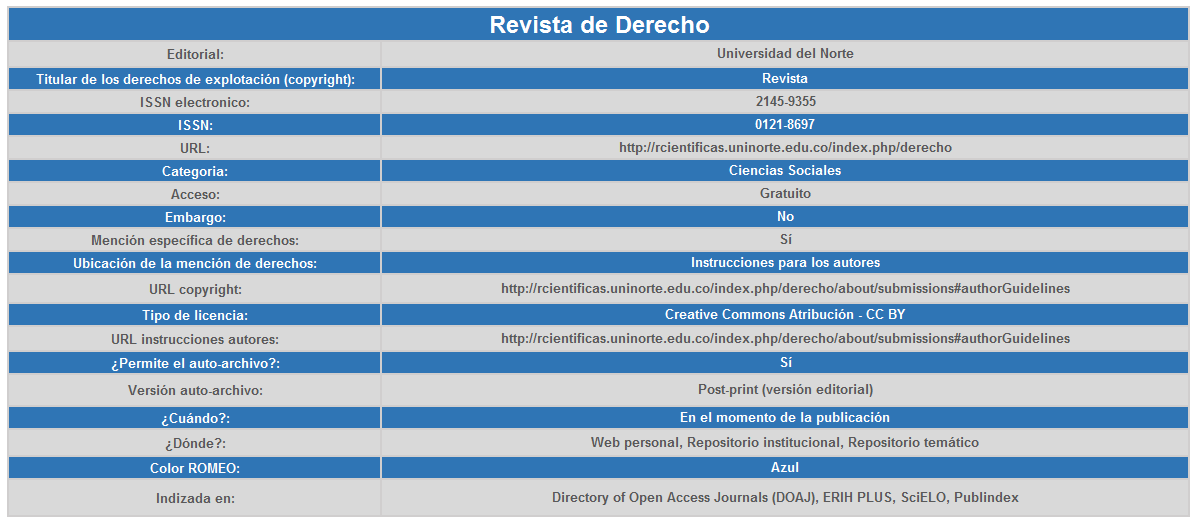 Revista de Derecho
Editorial: Universidad del Norte
Titular de los derechos de explotación (copyright): Revista
ISSN electronico: 2145-9355
ISSN: 0121-8697
URL: http://rcientificas.uninorte.edu.co/index.php/derecho
Categoria: Ciencias Sociales
Acceso: Gratuito
Embargo: No
Mención específica de derechos: Sí
Ubicación de la mención de derechos: Instrucciones para los autores
URL copyright: http://rcientificas.uninorte.edu.co/index.php/derecho/about/submissions#authorGuidelines
Tipo de licencia: Creative Commons Atribución - CC BY
URL instrucciones autores: http://rcientificas.uninorte.edu.co/index.php/derecho/about/submissions#authorGuidelines
¿Permite el auto-archivo?: Sí
Versión auto-archivo: Post-print (versión editorial)
¿Cuándo?: En el momento de la publicación
¿Dónde?: Web personal, Repositorio institucional, Repositorio temático
Color ROMEO: Azul
Indizada en: Directory of Open Access Journals (DOAJ), ERIH PLUS, SciELO, Publindex